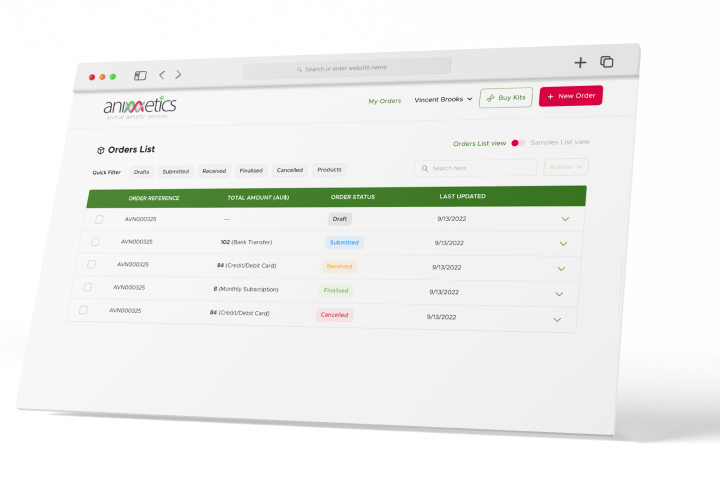 Search or enter website name
animetics
animal genetic services
My Orders Vincent Brooks Buy Kits + New Order
Orders List
Orders List view Samples List view
Quick Filter Drafts Submitted Received Finalised Cancelled Products
Search here Actions
ORDER REFERENCE TOTAL AMOUNT (AU$) ORDER STATUS LAST UPDATED
AVN000325 --- Draft 9/13/2022
AVN000325 102 (Bank Transfer) Submitted 9/13/2022
AVN000325 84 (Credit/Debit Card) Received 9/13/2022
AVN000325 8 (Monthly Subscription) Finalised 9/13/2022
AVN000325 84 (Credit/Debit Card) Cancelled 9/13/2022